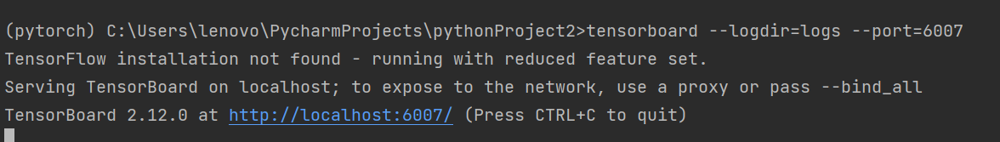 (pytorch) C:\Users\lenovo\PycharmProjects\pythonProject2>tensorboard --logdir=logs --port=6007
TensorFlow installation not found - running with reduced feature set.
Serving TensorBoard on localhost; to expose to the network, use a proxy or pass --bind_all
TensorBoard 2.12.0 at http://localhost:6007/ (Press CTRL+C to quit)